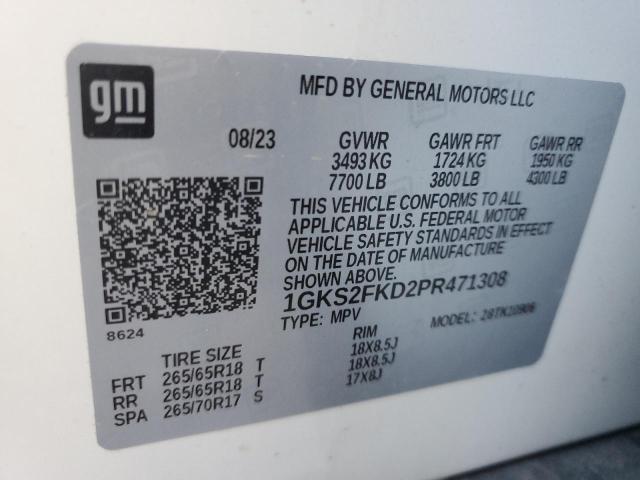 gm
MFD BY GENERAL MOTORS LLC
08/23
GVWR GAWR FRT GAWR RR
3493 KG 1724 KG 1950 KG
7700 LB 3800 LB 4300 LB
THIS VEHICLE CONFORMS TO ALL
APPLICABLE U.S. FEDERAL MOTOR
VEHICLE SAFETY STANDARDS IN EFFECT
ON THE DATE OF MANUFACTURE
SHOWN ABOVE.
1GKS2FKD2PR471308
TYPE: MPV MODEL: 28TK10906
8624
TIRE SIZE RIM
FRT 265/65R18 T 18X8.5J
RR 265/65R18 T 18X8.5J
SPA 265/70R17 S 17X8J